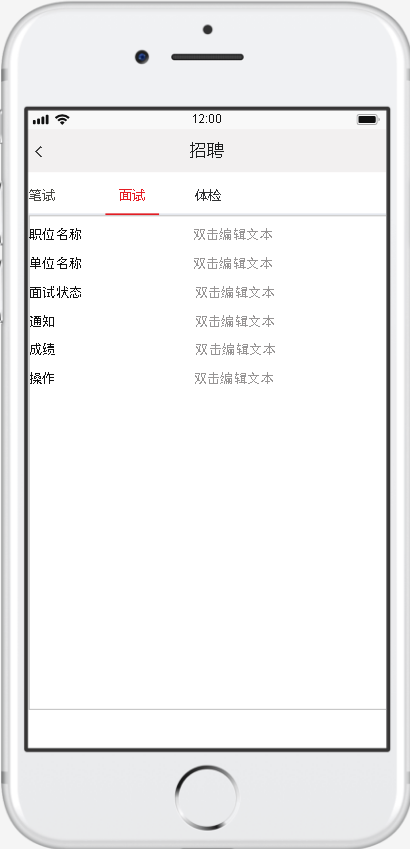 12:00
招聘
笔试 面试 体检
职位名称 双击编辑文本
单位名称 双击编辑文本
面试状态 双击编辑文本
通知 双击编辑文本
成绩 双击编辑文本
操作 双击编辑文本